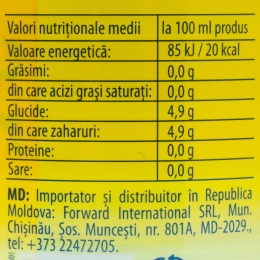 Valori nutriționale medii la 100 ml produs
Valoare energetică: 85 kJ / 20 kcal
Grăsimi: 0,0 g
din care acizi grași saturați: 0,0 g
Glucide: 4,9 g
din care zaharuri: 4,9 g
Proteine: 0,0 g
Sare: 0,0 g
MD: Importator și distribuitor în Republica
Moldova: Forward International SRL, Mun.
Chișinău, Șos. Muncești, nr. 801A, MD-2029.,
tel: +373 22472705.